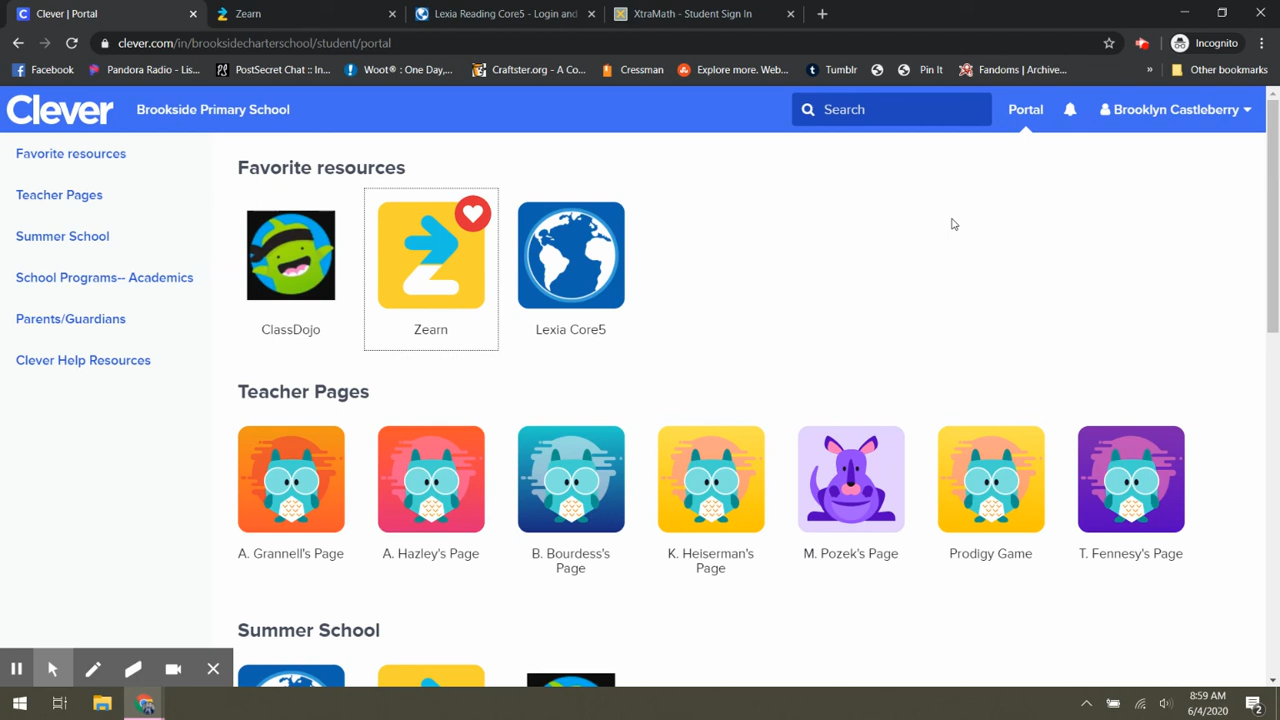 Clever | Portal
Zearn
Lexia Reading Core5 - Login and
XtraMath - Student Sign In
clever.com/in/brooksidecharterschool/student/portal
Incognito
Facebook
Pandora Radio - Lis...
PostSecret Chat :: In...
Woot® : One Day,...
Craftster.org - A Co...
Cressman
Explore more. Web...
Tumblr
Pin It
Fandoms | Archive...
»
Other bookmarks
Clever
Brookside Primary School
Search
Portal
Brooklyn Castleberry
Favorite resources
Teacher Pages
Summer School
School Programs-- Academics
Parents/Guardians
Clever Help Resources
Favorite resources
ClassDojo
Zearn
Lexia Core5
Teacher Pages
A. Grannell's Page
A. Hazley's Page
B. Bourdess's
Page
K. Heiserman's
Page
M. Pozek's Page
Prodigy Game
T. Fennesy's Page
Summer School
8:59 AM
6/4/2020
2